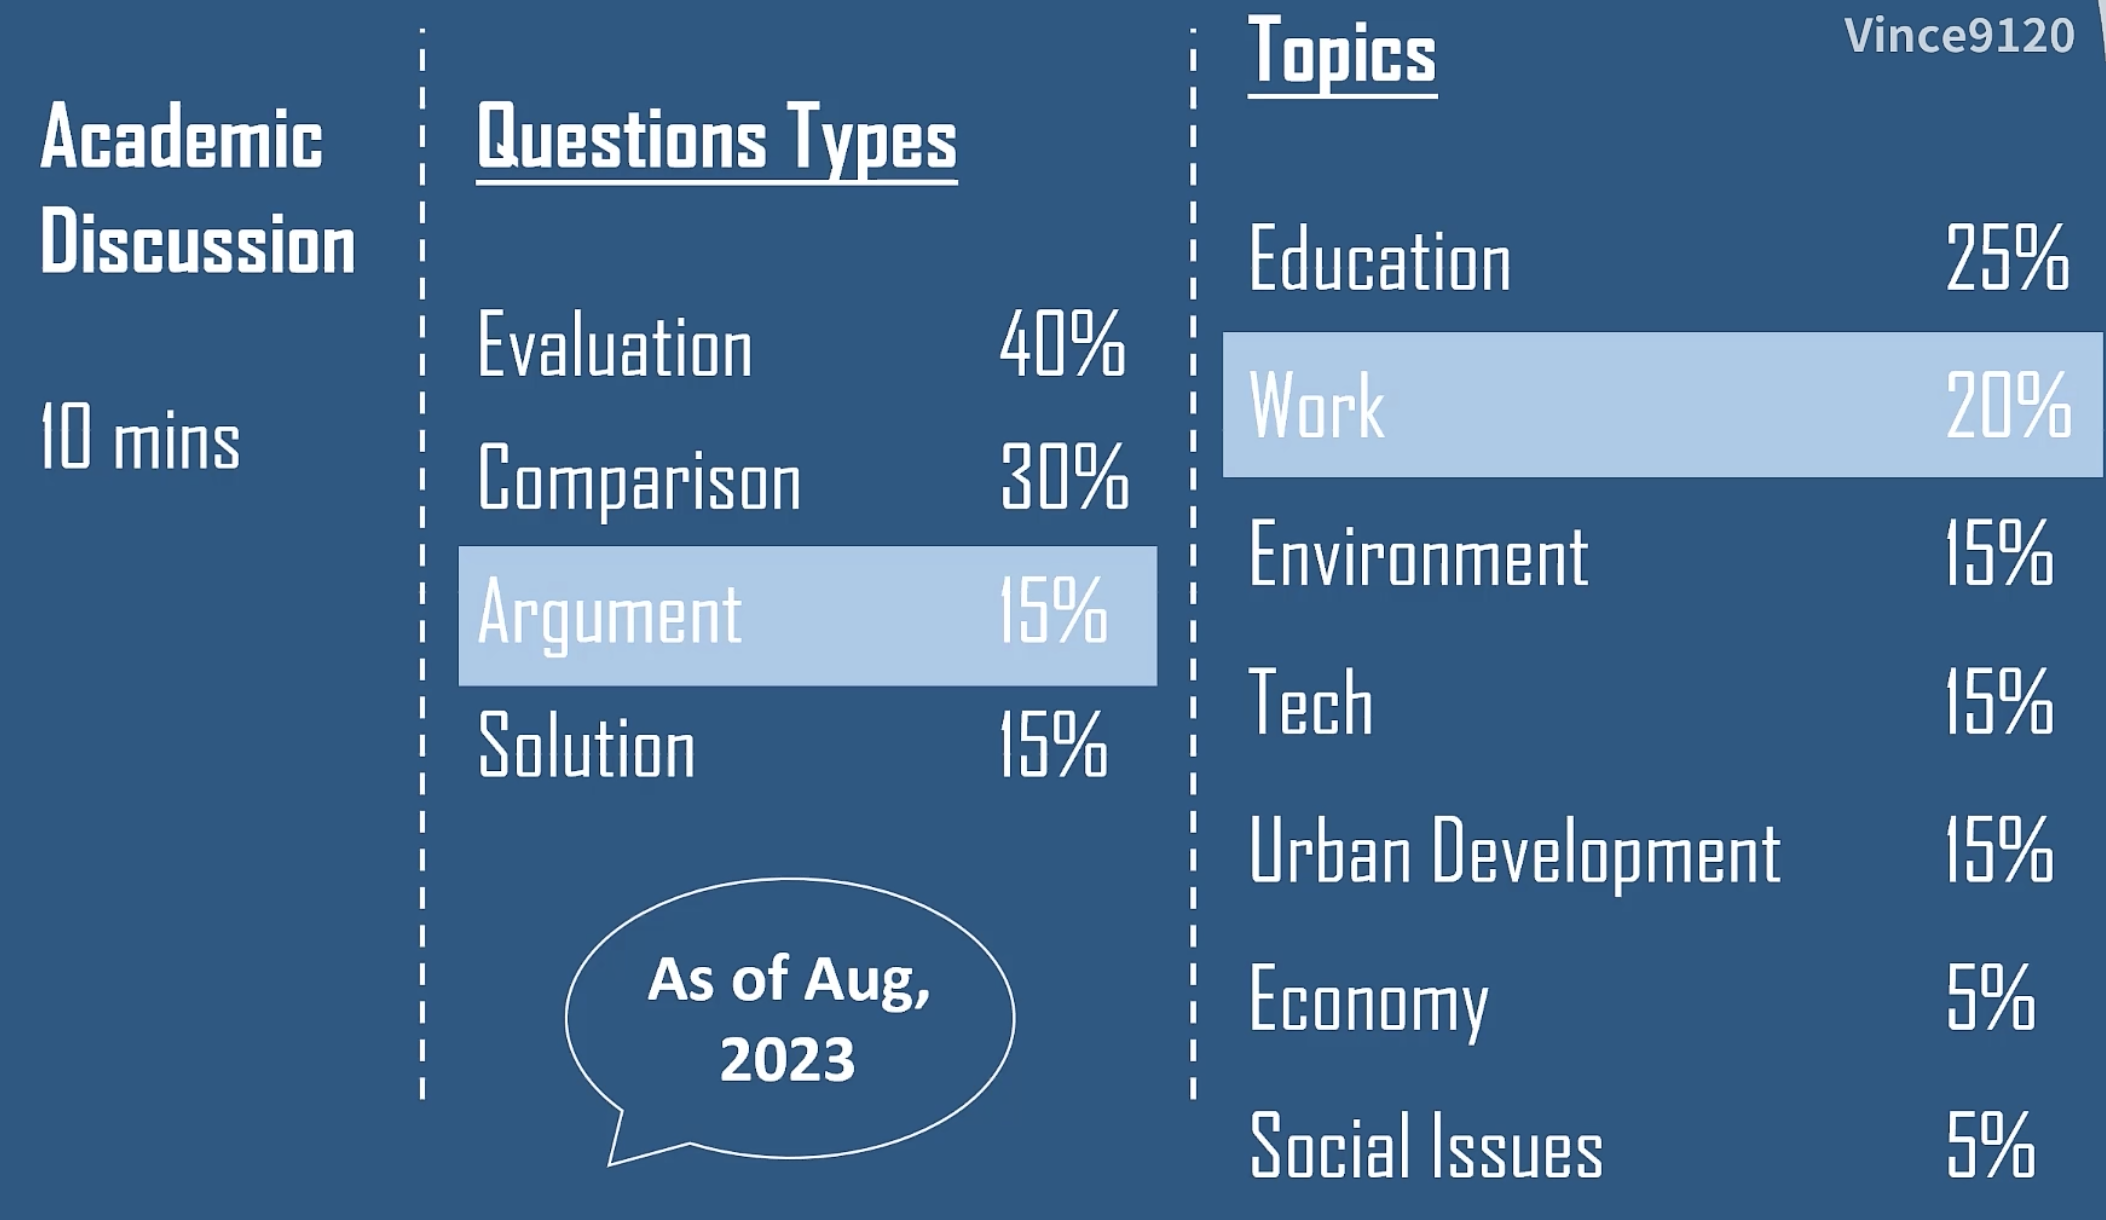 Academic
Discussion
10 mins
Questions Types
Evaluation 40%
Comparison 30%
Argument 15%
Solution 15%
As of Aug,
2023
Topics
Education 25%
Work 20%
Environment 15%
Tech 15%
Urban Development 15%
Economy 5%
Social Issues 5%
Vince9120